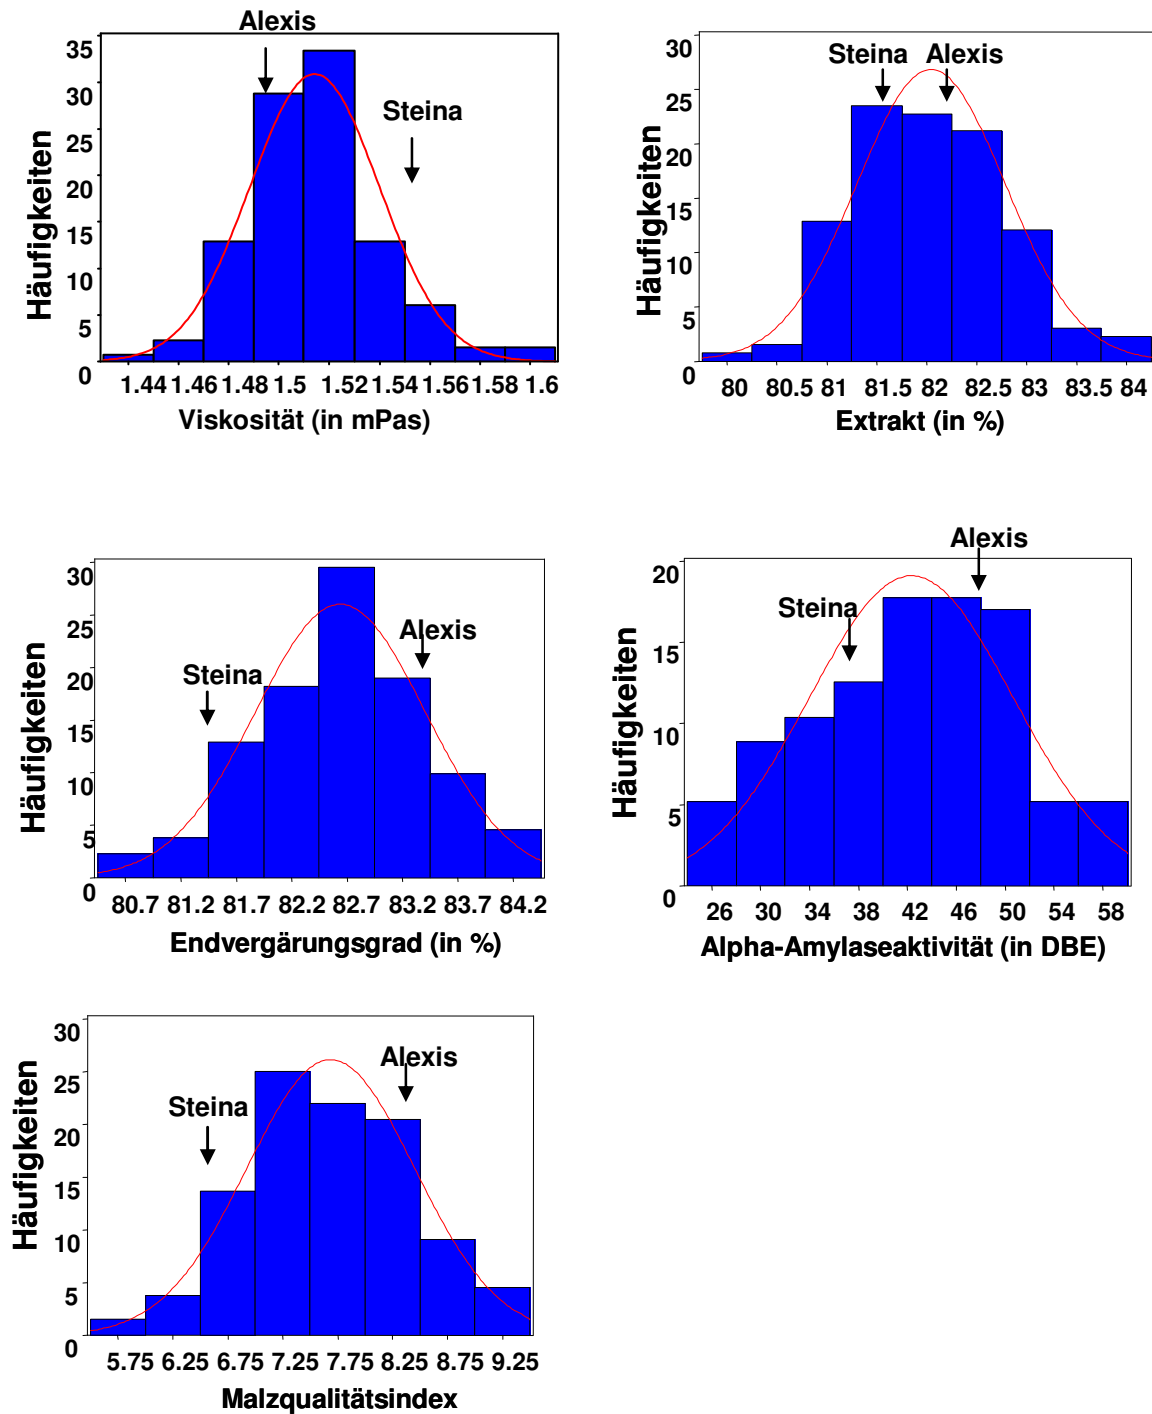 Alexis
Steina
35
30
25
20
15
10
5
0
Häufigkeiten
1.44 1.46 1.48 1.5 1.52 1.54 1.56 1.58 1.6
Viskosität (in mPas)
Steina Alexis
30
25
20
15
10
5
0
Häufigkeiten
80 80.5 81 81.5 82 82.5 83 83.5 84
Extrakt (in %)
Alexis
Steina
30
25
20
15
10
5
0
Häufigkeiten
80.7 81.2 81.7 82.2 82.7 83.2 83.7 84.2
Endvergärungsgrad (in %)
Alexis
Steina
20
15
10
5
0
Häufigkeiten
26 30 34 38 42 46 50 54 58
Alpha-Amylaseaktivität (in DBE)
Alexis
Steina
30
25
20
15
10
5
0
Häufigkeiten
5.75 6.25 6.75 7.25 7.75 8.25 8.75 9.25
Malzqualitätsindex